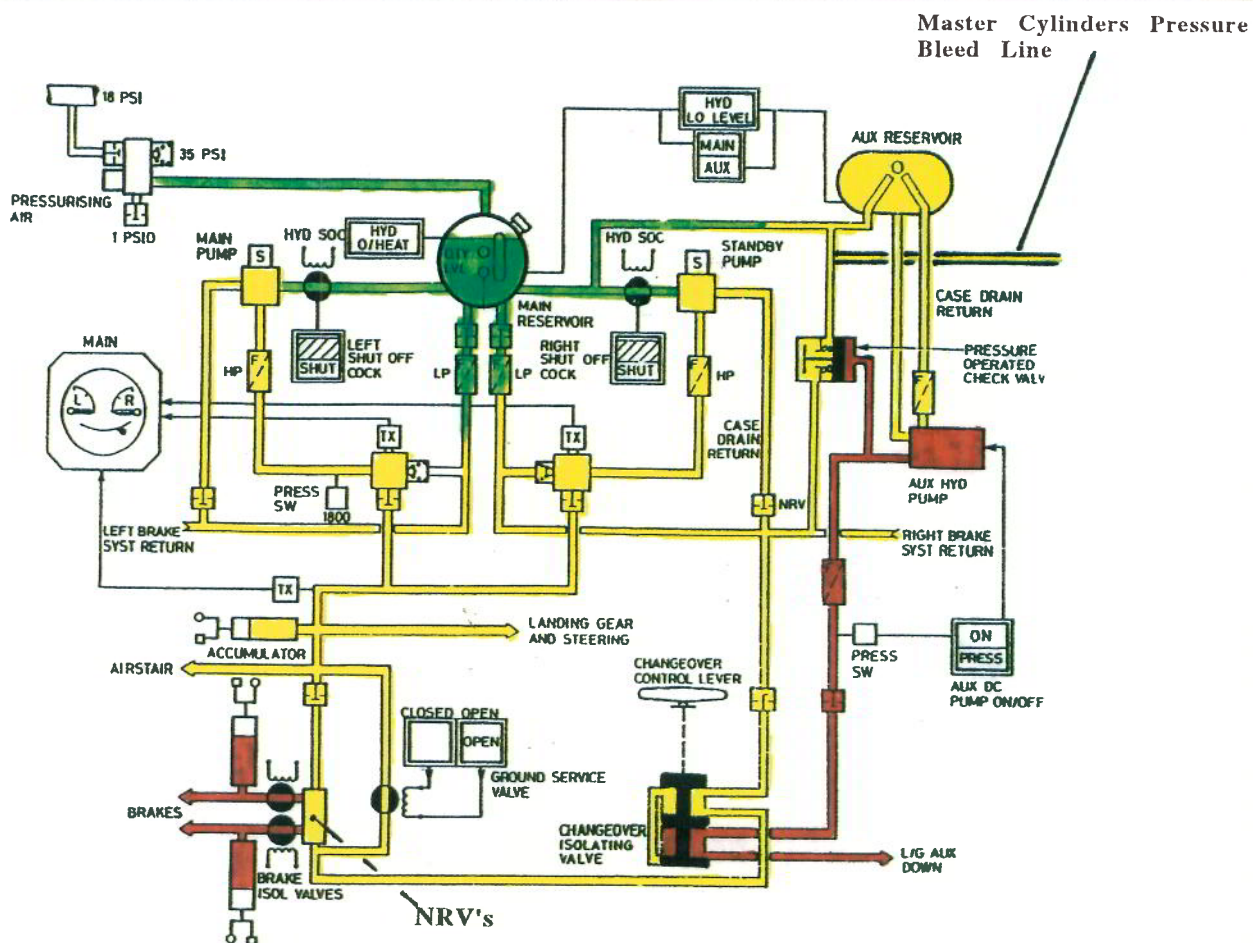 Master Cylinders Pressure
Bleed Line
18 PSI
35 PSI
PRESSURISING
AIR
1 PSID
HYD
LO LEVEL
MAIN
AUX
AUX RESERVOIR
MAIN
PUMP
S
HYD SOC
HYD
O/HEAT
QTY
LVL
HYD SOC
S
STANDBY
PUMP
MAIN
RESERVOIR
CASE DRAIN
RETURN
MAIN
L
R
HP
F
LEFT
SHUT OFF
COCK
SHUT
LP
LP
RIGHT
SHUT OFF
COCK
SHUT
F
HP
PRESSURE
OPERATED
CHECK VALV
F
TX
TX
CASE
DRAIN
RETURN
AUX HYD
PUMP
PRESS
SW
1800
NRV
LEFT BRAKE
SYST RETURN
RIGHT BRAKE
SYST RETURN
TX
ACCUMULATOR
LANDING GEAR
AND STEERING
AIRSTAIR
CHANGEOVER
CONTROL LEVER
PRESS
SW
ON
PRESS
AUX DC
PUMP ON/OFF
CLOSED OPEN
OPEN
GROUND SERVICE
VALVE
BRAKES
CHANGEOVER
ISOLATING
VALVE
L/G AUX
DOWN
BRAKE
ISOL VALVES
NRV's